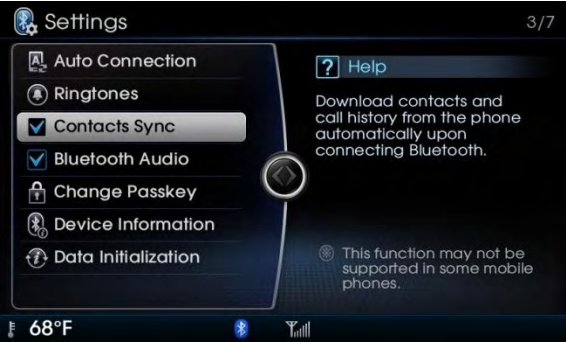 Settings
3/7
Auto Connection
Ringtones
Contacts Sync
Bluetooth Audio
Change Passkey
Device Information
Data Initialization
? Help
Download contacts and
call history from the phone
automatically upon
connecting Bluetooth.
This function may not be
supported in some mobile
phones.
68°F